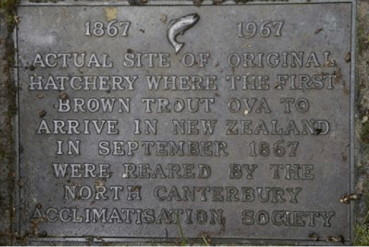 1867 1967
ACTUAL SITE OF ORIGINAL
HATCHERY WHERE THE FIRST
BROWN TROUT OVA TO
ARRIVE IN NEW ZEALAND
IN SEPTEMBER 1867
WERE REARED BY THE
NORTH CANTERBURY
ACCLIMATISATION SOCIETY